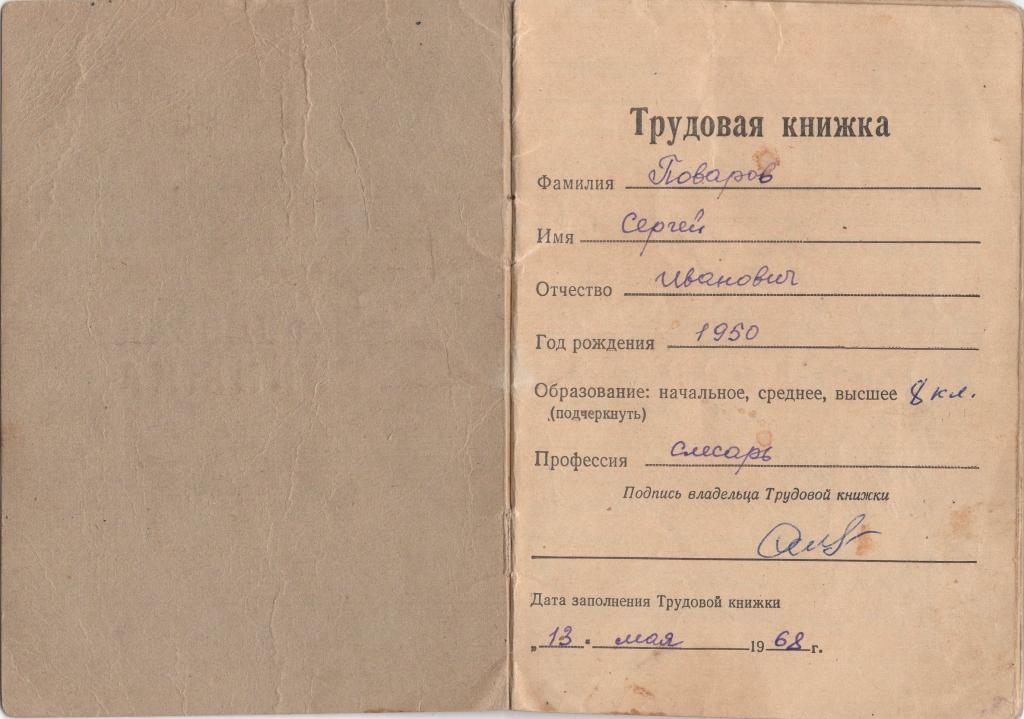 Трудовая книжка
Фамилия Поваров
Имя Сергей
Отчество Иванович
Год рождения 1950
Образование: начальное, среднее, высшее 8 кл.
(подчеркнуть)
Профессия слесарь
Подпись владельца Трудовой книжки
Дата заполнения Трудовой книжки
„ 13 " мая 1968 г.